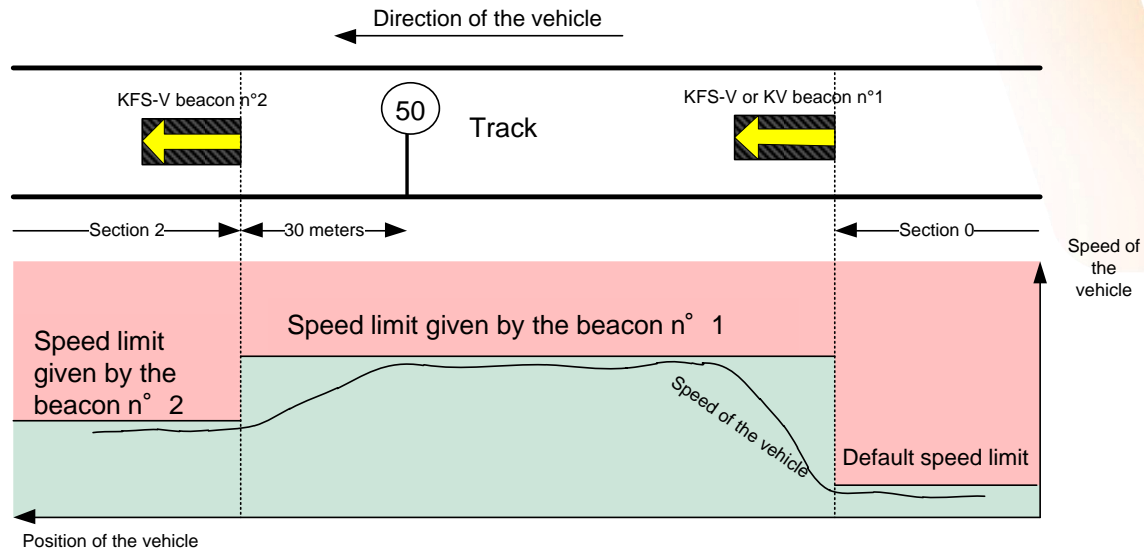 Direction of the vehicle
KFS-V beacon n°2
50
Track
KFS-V or KV beacon n°1
Section 2
30 meters
Section 0
Speed of
the
vehicle
Speed limit given by the beacon n° 1
Speed limit
given by the
beacon n° 2
Speed of the vehicle
Default speed limit
Position of the vehicle